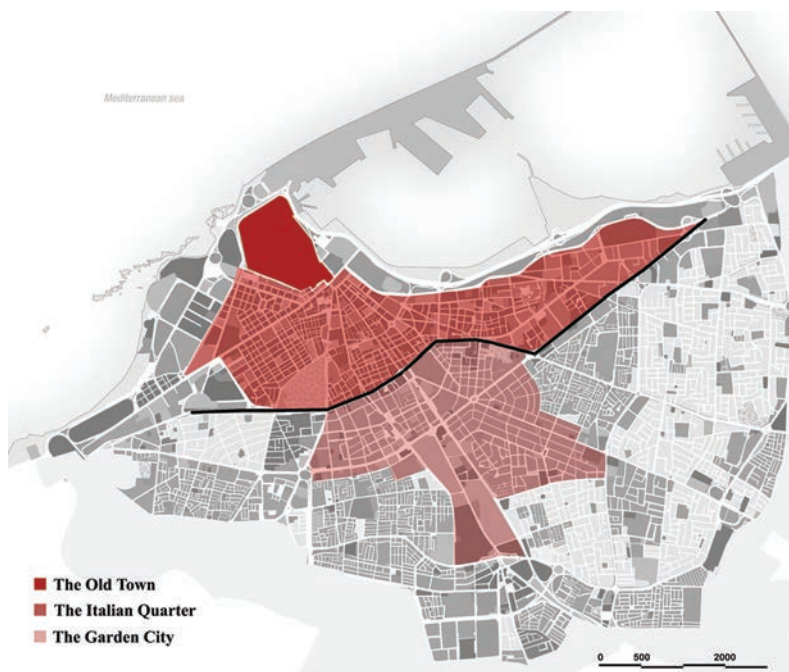 Mediterranean sea
The Old Town
The Italian Quarter
The Garden City
0 500 2000